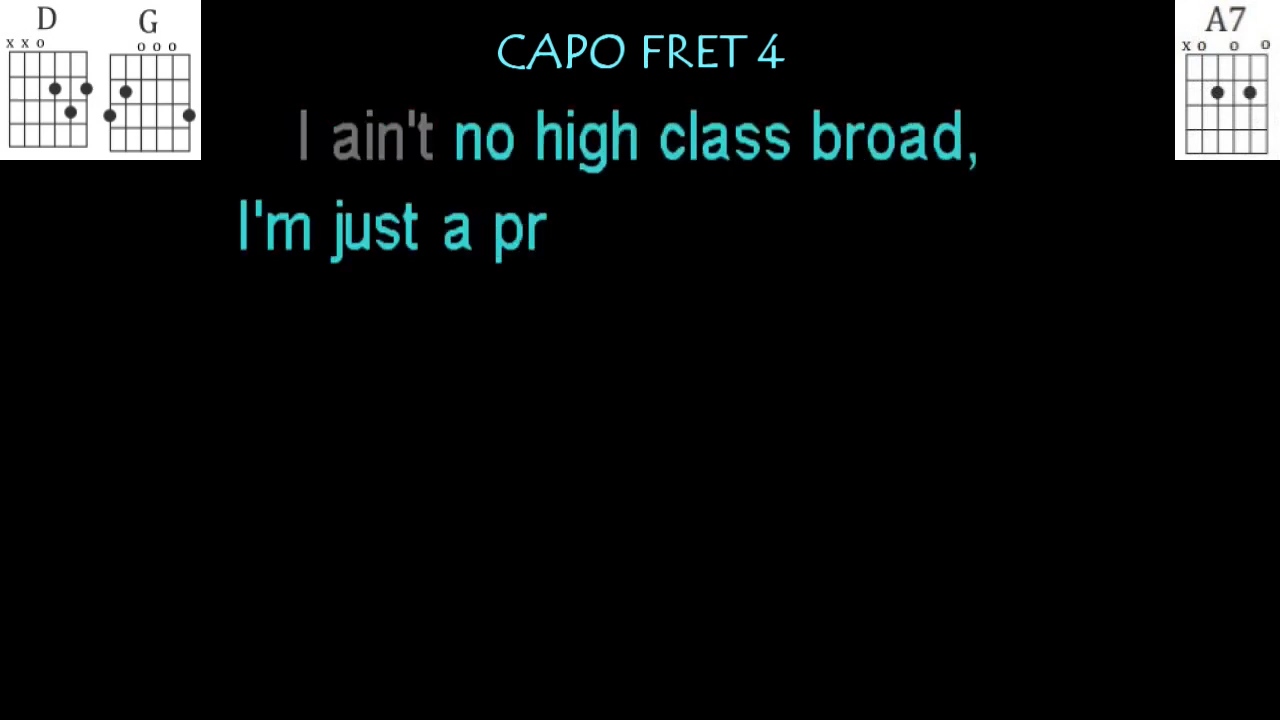 D
G
A7
x x o
o o o
x o o o
CAPO FRET 4
I ain't no high class broad,
I'm just a pr